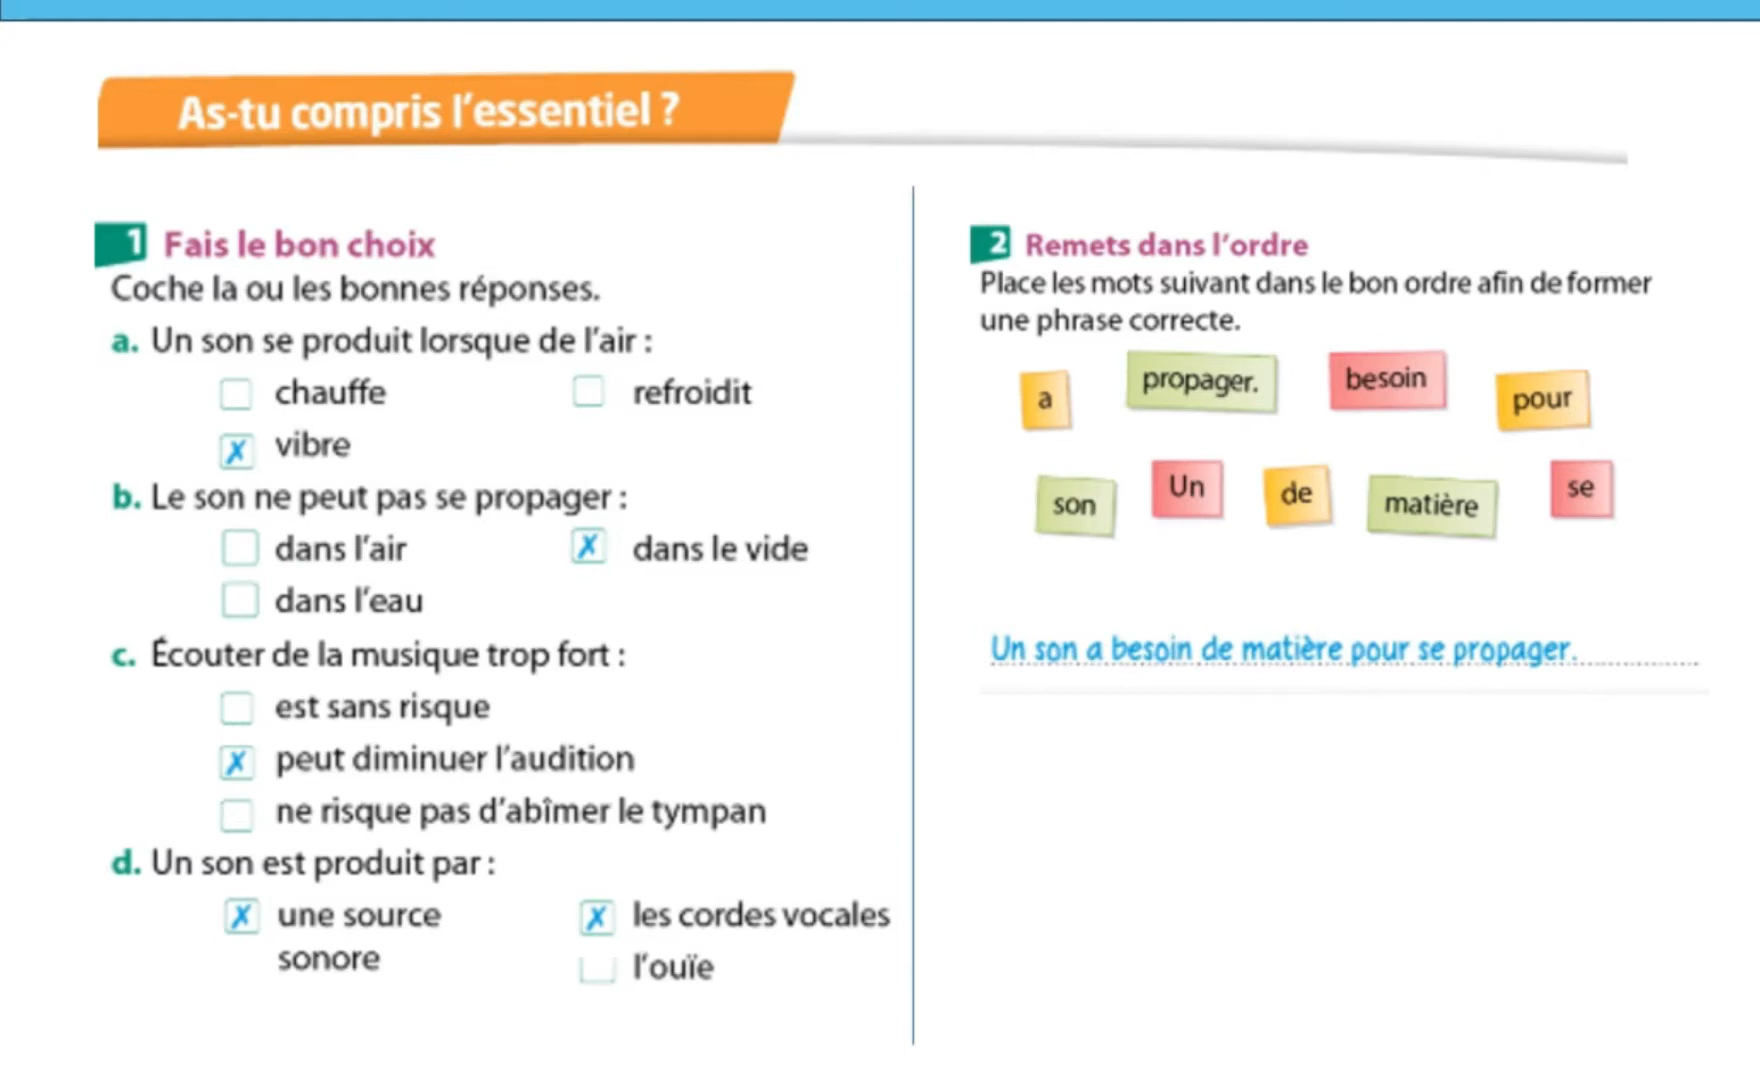 As-tu compris l'essentiel ?
1 Fais le bon choix
Coche la ou les bonnes réponses.
a. Un son se produit lorsque de l'air :
chauffe
refroidit
✗ vibre
b. Le son ne peut pas se propager :
dans l'air
✗ dans le vide
dans l'eau
c. Écouter de la musique trop fort :
est sans risque
✗ peut diminuer l'audition
ne risque pas d'abîmer le tympan
d. Un son est produit par :
✗ une source
sonore
✗ les cordes vocales
l'ouïe
2 Remets dans l'ordre
Place les mots suivant dans le bon ordre afin de former
une phrase correcte.
a propager. besoin pour
son Un de matière se
Un son a besoin de matière pour se propager.